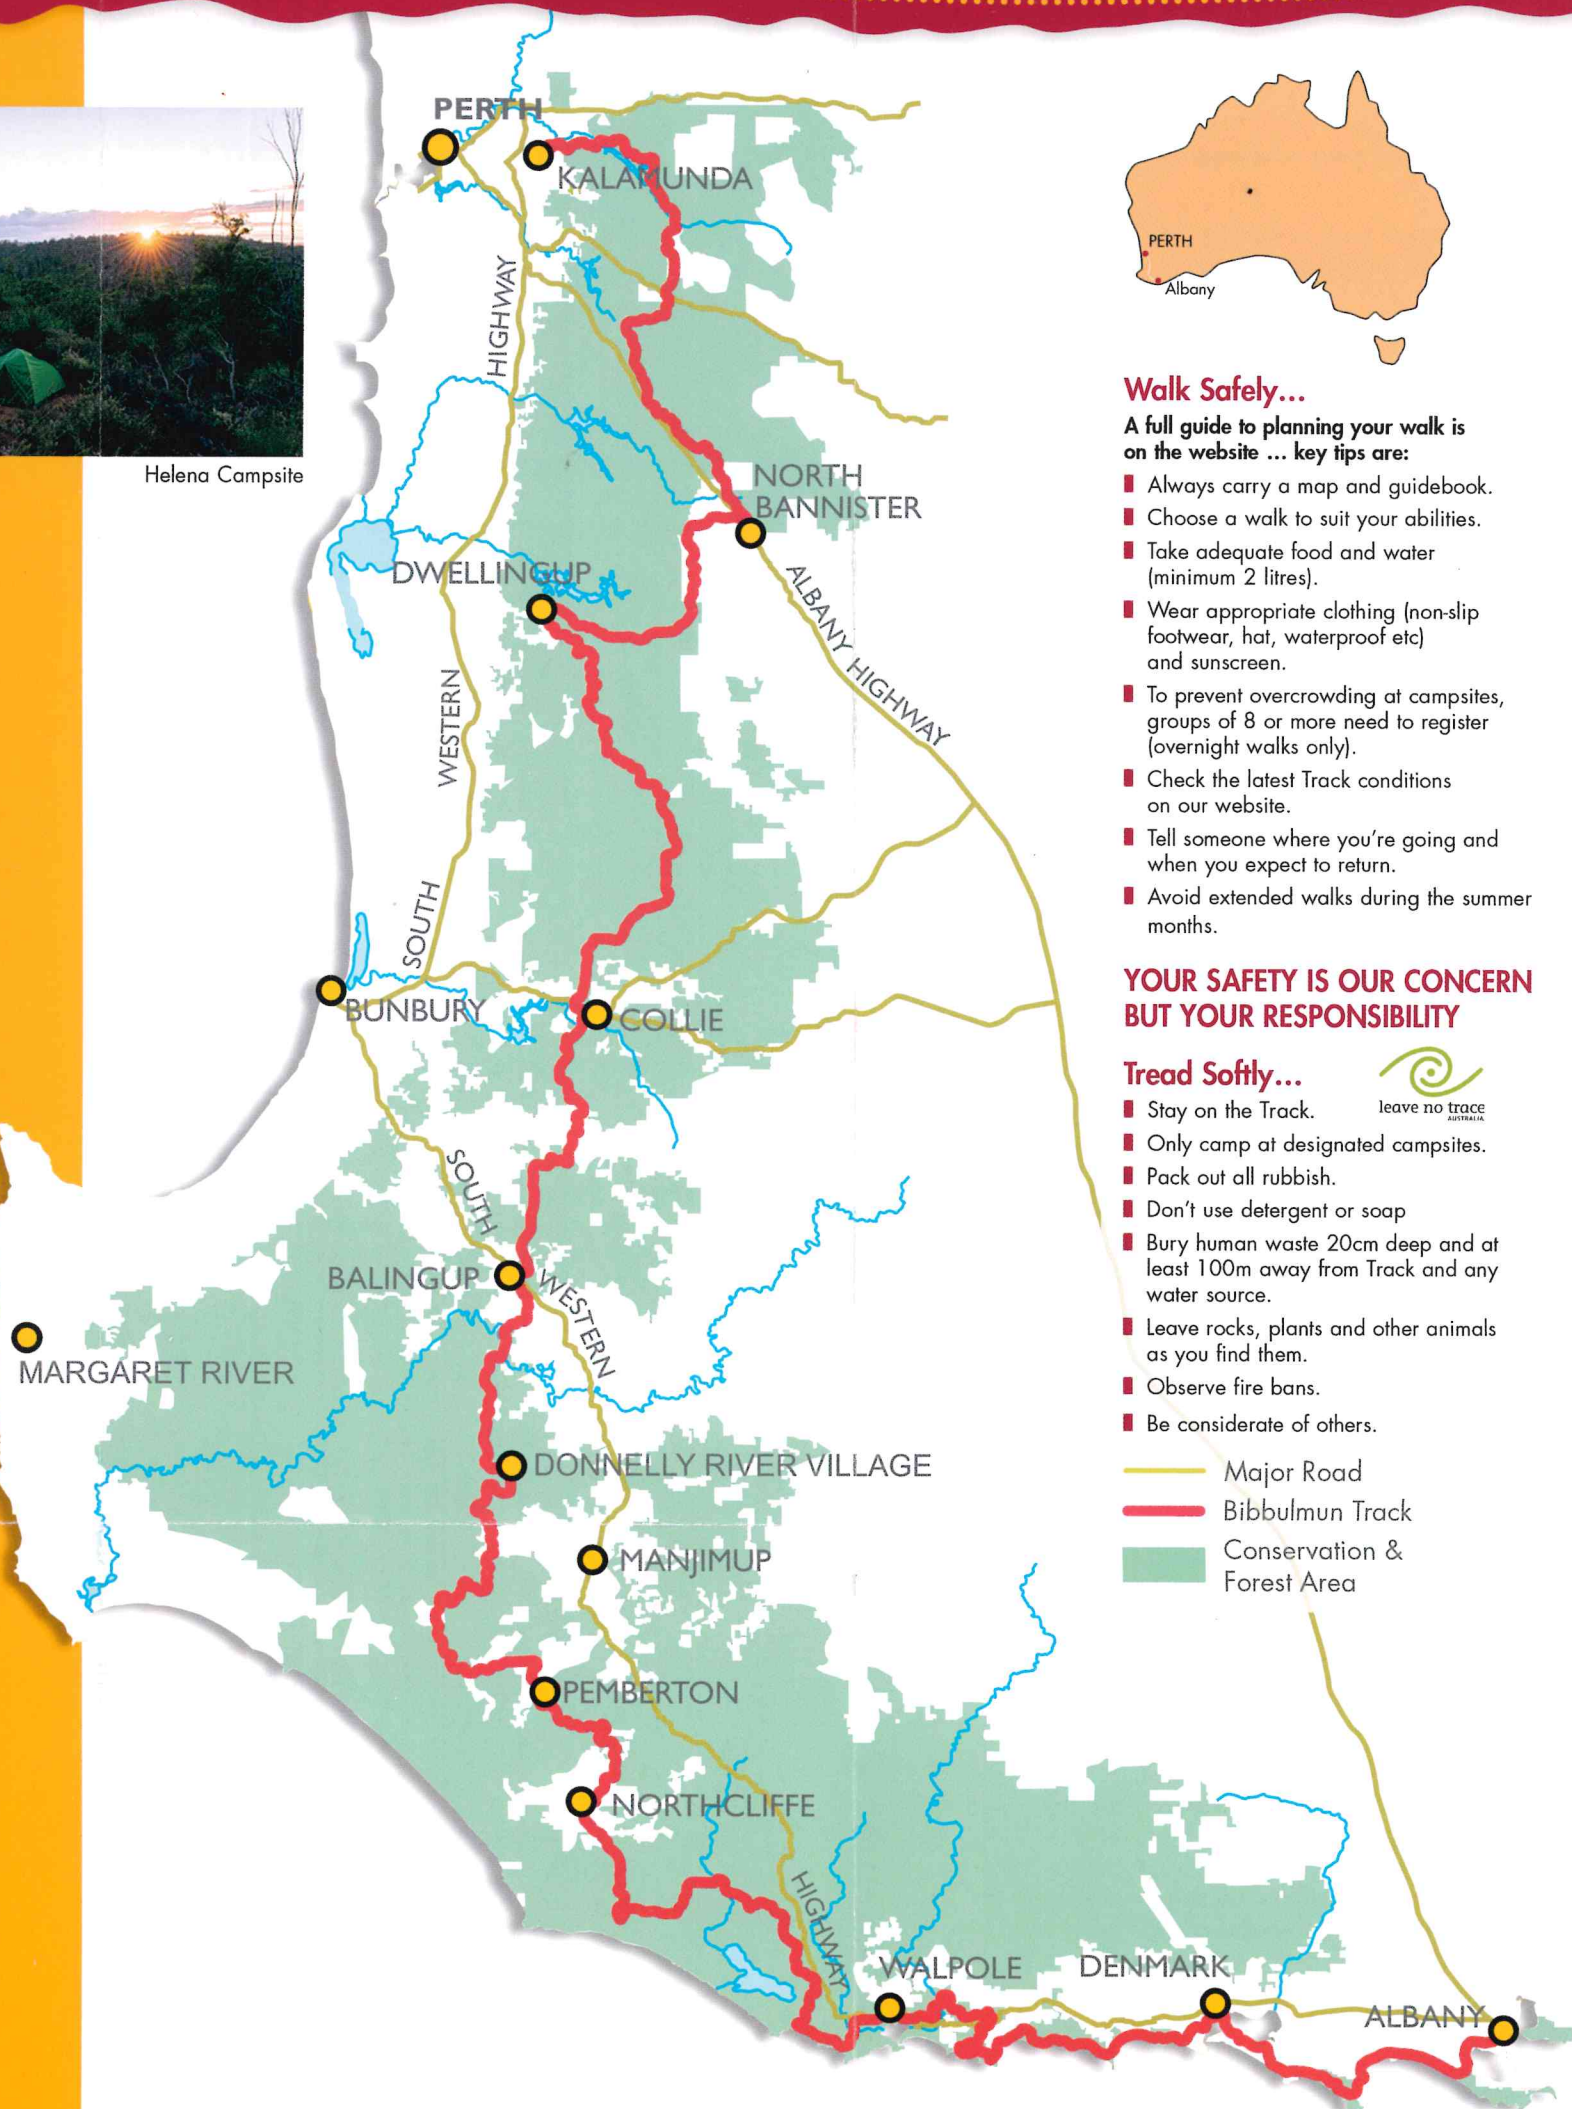 PERTH
KALAMUNDA
HIGHWAY
Helena Campsite
NORTH
BANNISTER
DWELLINGUP
ALBANY HIGHWAY
WESTERN
SOUTH
BUNBURY
COLLIE
SOUTH
BALINGUP
WESTERN
MARGARET RIVER
DONNELLY RIVER VILLAGE
MANJIMUP
PEMBERTON
NORTHCLIFFE
HIGHWAY
WALPOLE
DENMARK
ALBANY
PERTH
Albany
Walk Safely...
A full guide to planning your walk is
on the website ... key tips are:
Always carry a map and guidebook.
Choose a walk to suit your abilities.
Take adequate food and water
(minimum 2 litres).
Wear appropriate clothing (non-slip
footwear, hat, waterproof etc)
and sunscreen.
To prevent overcrowding at campsites,
groups of 8 or more need to register
(overnight walks only).
Check the latest Track conditions
on our website.
Tell someone where you're going and
when you expect to return.
Avoid extended walks during the summer
months.
YOUR SAFETY IS OUR CONCERN
BUT YOUR RESPONSIBILITY
Tread Softly...
leave no trace
AUSTRALIA
Stay on the Track.
Only camp at designated campsites.
Pack out all rubbish.
Don't use detergent or soap
Bury human waste 20cm deep and at
least 100m away from Track and any
water source.
Leave rocks, plants and other animals
as you find them.
Observe fire bans.
Be considerate of others.
Major Road
Bibbulmun Track
Conservation &
Forest Area